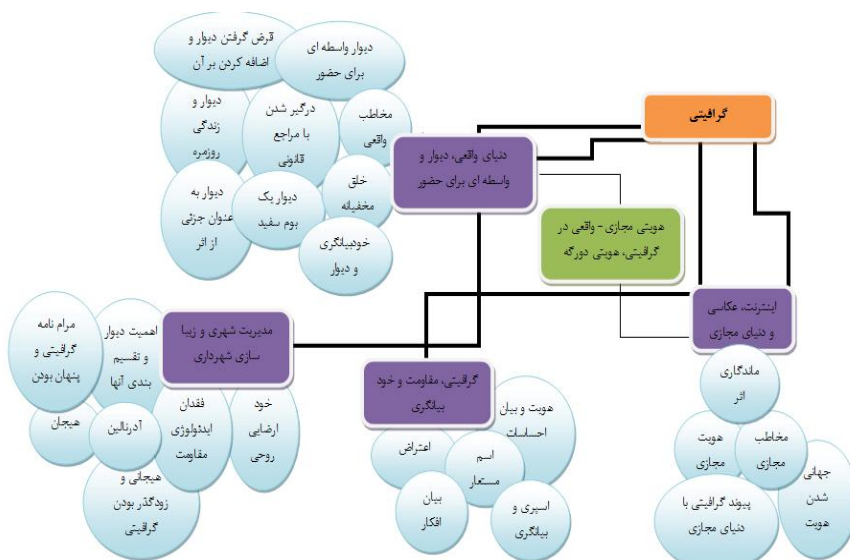 گرافیتی
قرض گرفتن دیوار و
اضافه کردن بر آن
دیوار واسطه ای
برای حضور
دیوار و
زندگی
روزمره
درگیر شدن
با مراجع
قانونی
مخاطب
واقعی
دنیای واقعی، دیوار و
واسطه ای برای حضور
خلق
مخفیانه
دیوار به
عنوان جزئی
از اثر
دیوار یک
بوم سفید
خودبیانگری
و دیوار
هویتی مجازی- واقعی در
گرافیتی، هویتی دورگه
اینترنت، عکاسی
و دنیای مجازی
ماندگاری
اثر
هویت
مجازی
مخاطب
مجازی
جهانی
شدن
هویت
پیوند گرافیتی با
دنیای مجازی
گرافیتی، مقاومت و خود
بیانگری
هویت و بیان
احساسات
اعتراض
اسم
مستعار
بیان
افکار
اسپری و
بیانگری
مدیریت شهری و زیبا
سازی شهرداری
اهمیت دیوار
و تقسیم
بندی آنها
مرام نامه
گرافیتی و
پنهان بودن
هیجان
آدرنالین
فقدان
ایدئولوژی
مقاومت
خود
ارضایی
روحی
هیجانی و
زودگذر بودن
گرافیتی